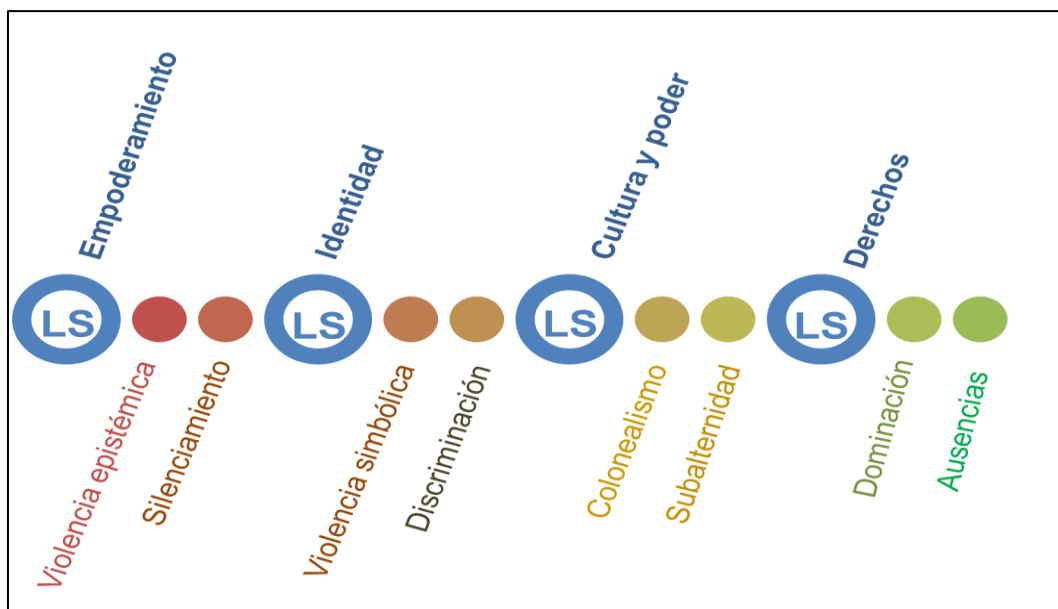 Empoderamiento
Identidad
Cultura y poder
Derechos
LS
LS
LS
LS
Violencia epistémica
Silenciamiento
Violencia simbólica
Discriminación
Colonealismo
Subalternidad
Dominación
Ausencias